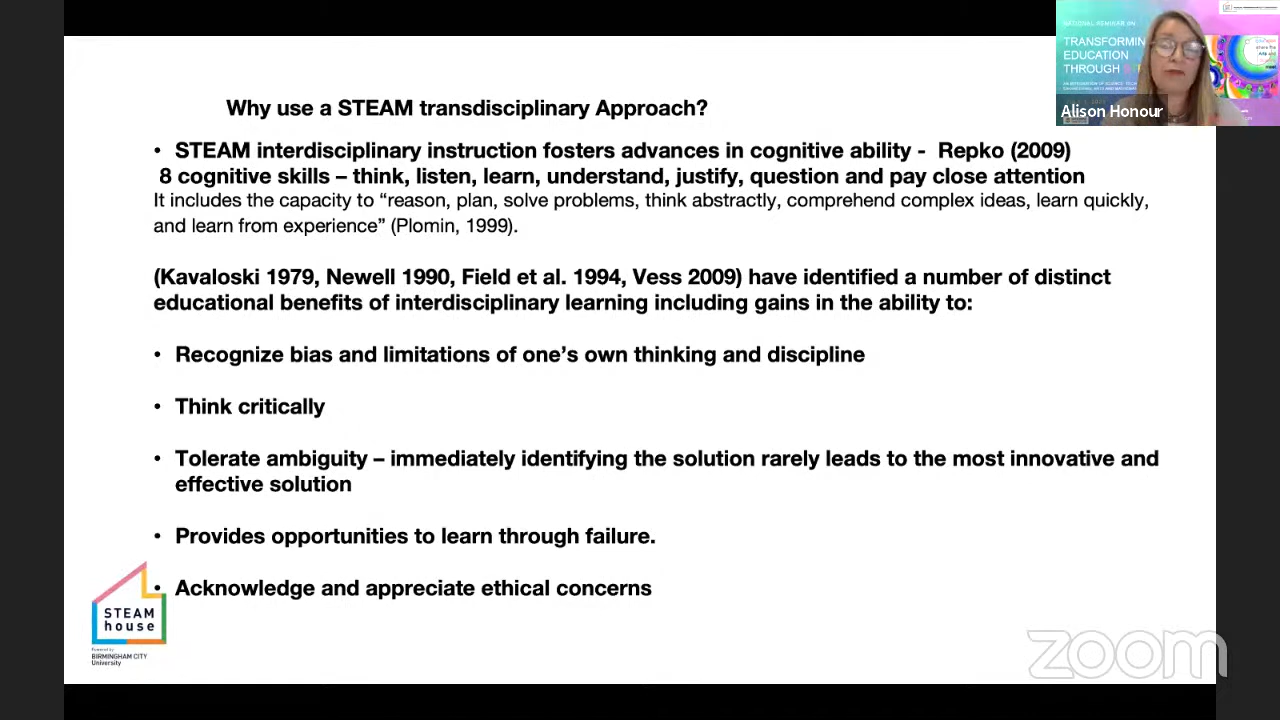 NATIONAL SEMINAR ON
TRANSFORMIN
EDUCATION
THROUGH
Alison Honour
Why use a STEAM transdisciplinary Approach?
• STEAM interdisciplinary instruction fosters advances in cognitive ability - Repko (2009)
8 cognitive skills – think, listen, learn, understand, justify, question and pay close attention
It includes the capacity to “reason, plan, solve problems, think abstractly, comprehend complex ideas, learn quickly,
and learn from experience” (Plomin, 1999).
(Kavaloski 1979, Newell 1990, Field et al. 1994, Vess 2009) have identified a number of distinct
educational benefits of interdisciplinary learning including gains in the ability to:
• Recognize bias and limitations of one’s own thinking and discipline
• Think critically
• Tolerate ambiguity – immediately identifying the solution rarely leads to the most innovative and
effective solution
• Provides opportunities to learn through failure.
• Acknowledge and appreciate ethical concerns
STEAM
house
Powered by
BIRMINGHAM CITY
University
zoom